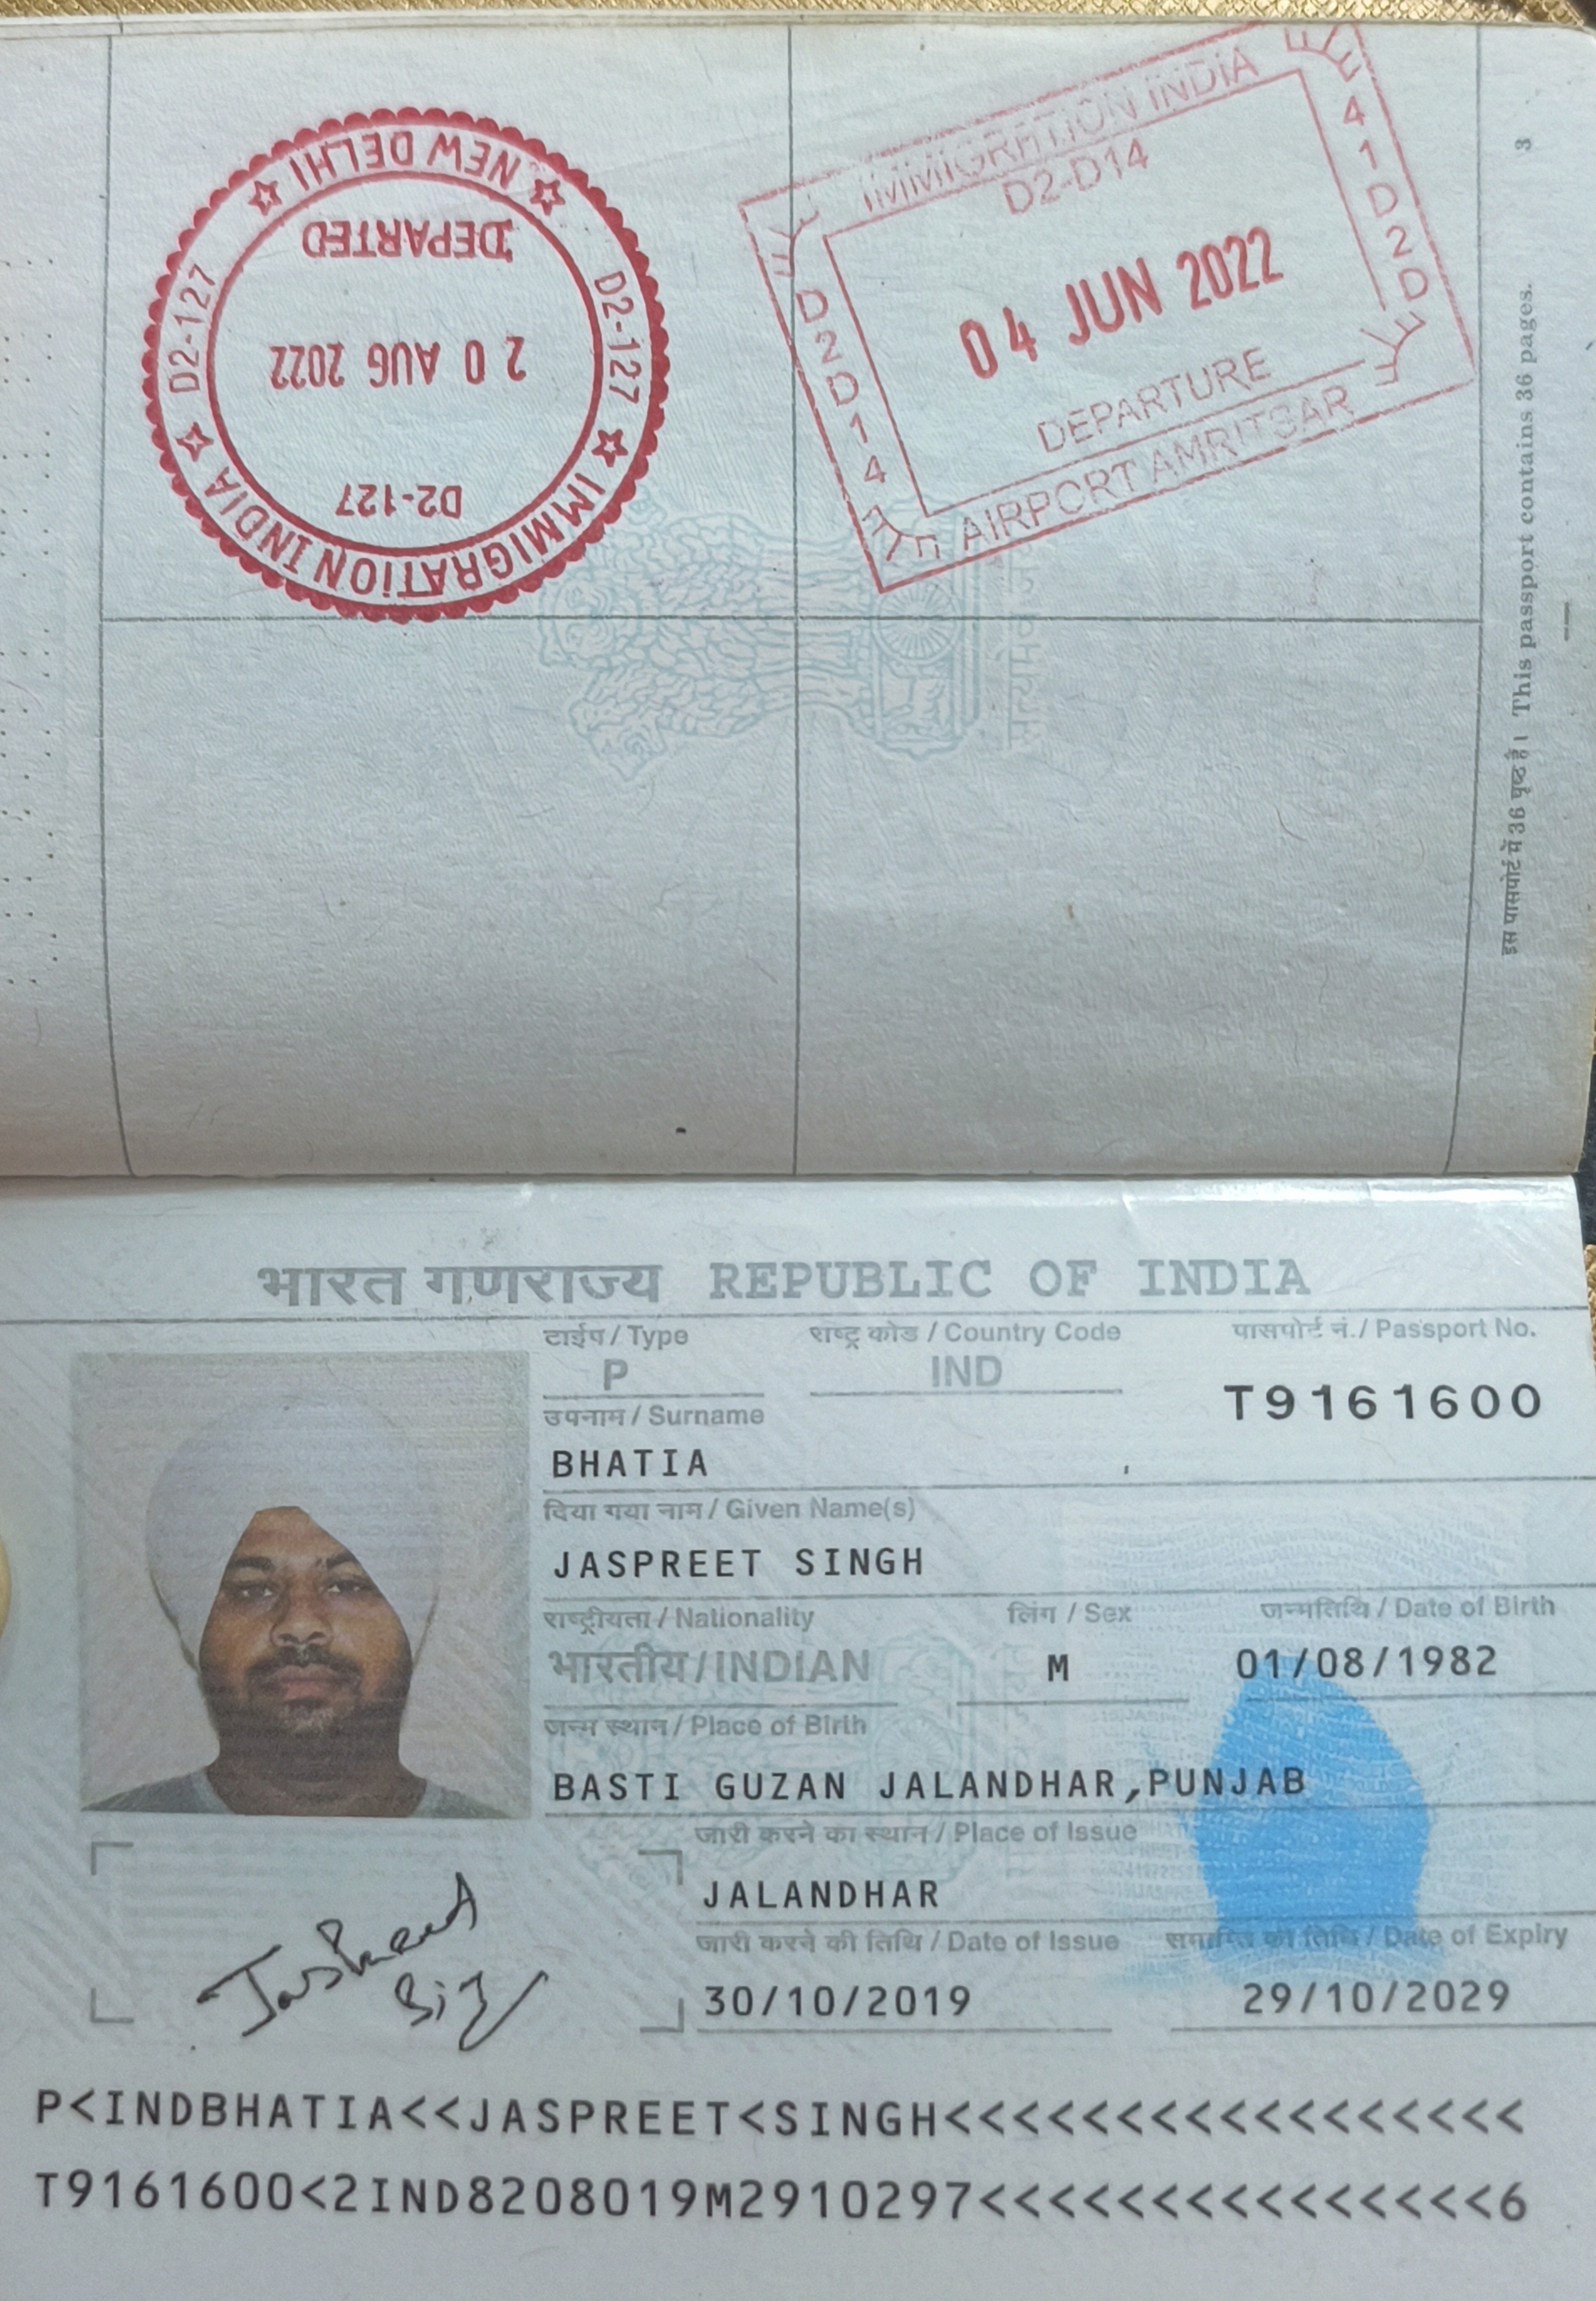 NEW DELHI
DEPARTED
D2-127
D2-127
20 AUG 2022
D2-127
IMMIGRATION INDIA
IMMIGRATION INDIA
D2-D14
41D2D
D2D14
04 JUN 2022
DEPARTURE
AIRPORT AMRITSAR
इस पासपोर्ट में 36 पृष्ठ हैं। This passport contains 36 pages.
3
भारत गणराज्य REPUBLIC OF INDIA
टाईप / Type राष्ट्र कोड / Country Code पासपोर्ट नं./ Passport No.
P IND T9161600
उपनाम / Surname
BHATIA
दिया गया नाम / Given Name(s)
JASPREET SINGH
राष्ट्रीयता / Nationality लिंग / Sex जन्मतिथि / Date of Birth
भारतीय/INDIAN M 01/08/1982
जन्म स्थान / Place of Birth
BASTI GUZAN JALANDHAR,PUNJAB
जारी करने का स्थान / Place of Issue
JALANDHAR
जारी करने की तिथि / Date of Issue समाप्ति की तिथि / Date of Expiry
30/10/2019 29/10/2029
P<INDBHATIA<<JASPREET<SINGH<<<<<<<<<<<<<<<<<
T9161600<2IND8208019M2910297<<<<<<<<<<<<<<<6